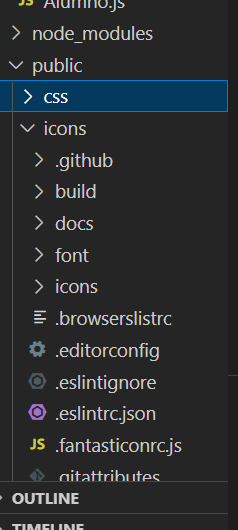 JS Alumno.js
node_modules
public
css
icons
.github
build
docs
font
icons
.browserslistrc
.editorconfig
.eslintignore
.eslintrc.json
JS .fantasticonrc.js
.gitattributes
OUTLINE
TIMELINE